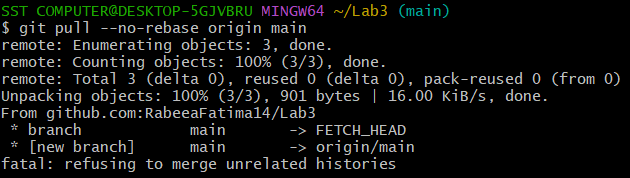 SST COMPUTER@DESKTOP-5GJVBRU MINGW64 ~/Lab3 (main)
$ git pull --no-rebase origin main
remote: Enumerating objects: 3, done.
remote: Counting objects: 100% (3/3), done.
remote: Total 3 (delta 0), reused 0 (delta 0), pack-reused 0 (from 0)
Unpacking objects: 100% (3/3), 901 bytes | 16.00 KiB/s, done.
From github.com:RabeeaFatima14/Lab3
 * branch            main       -> FETCH_HEAD
 * [new branch]      main       -> origin/main
fatal: refusing to merge unrelated histories